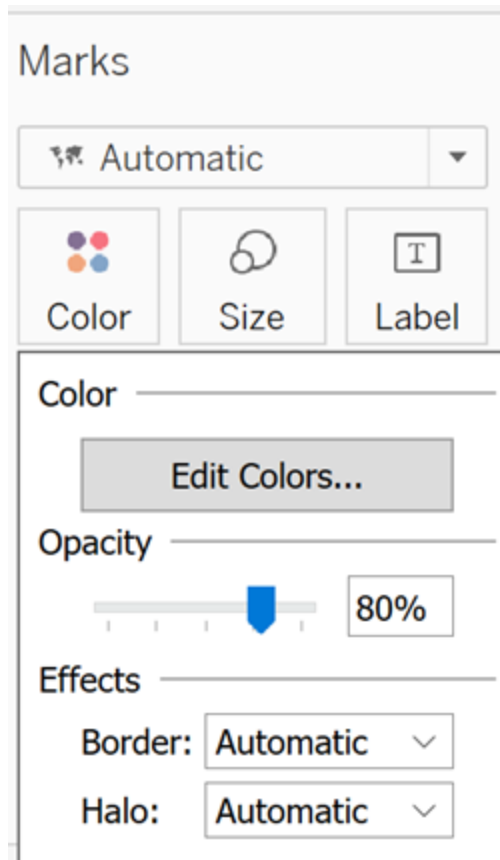 Marks
Automatic
Color Size Label
Color
Edit Colors...
Opacity
80%
Effects
Border: Automatic
Halo: Automatic